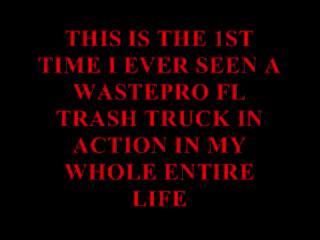 THIS IS THE 1ST
TIME I EVER SEEN A
WASTEPRO FL
TRASH TRUCK IN
ACTION IN MY
WHOLE ENTIRE
LIFE